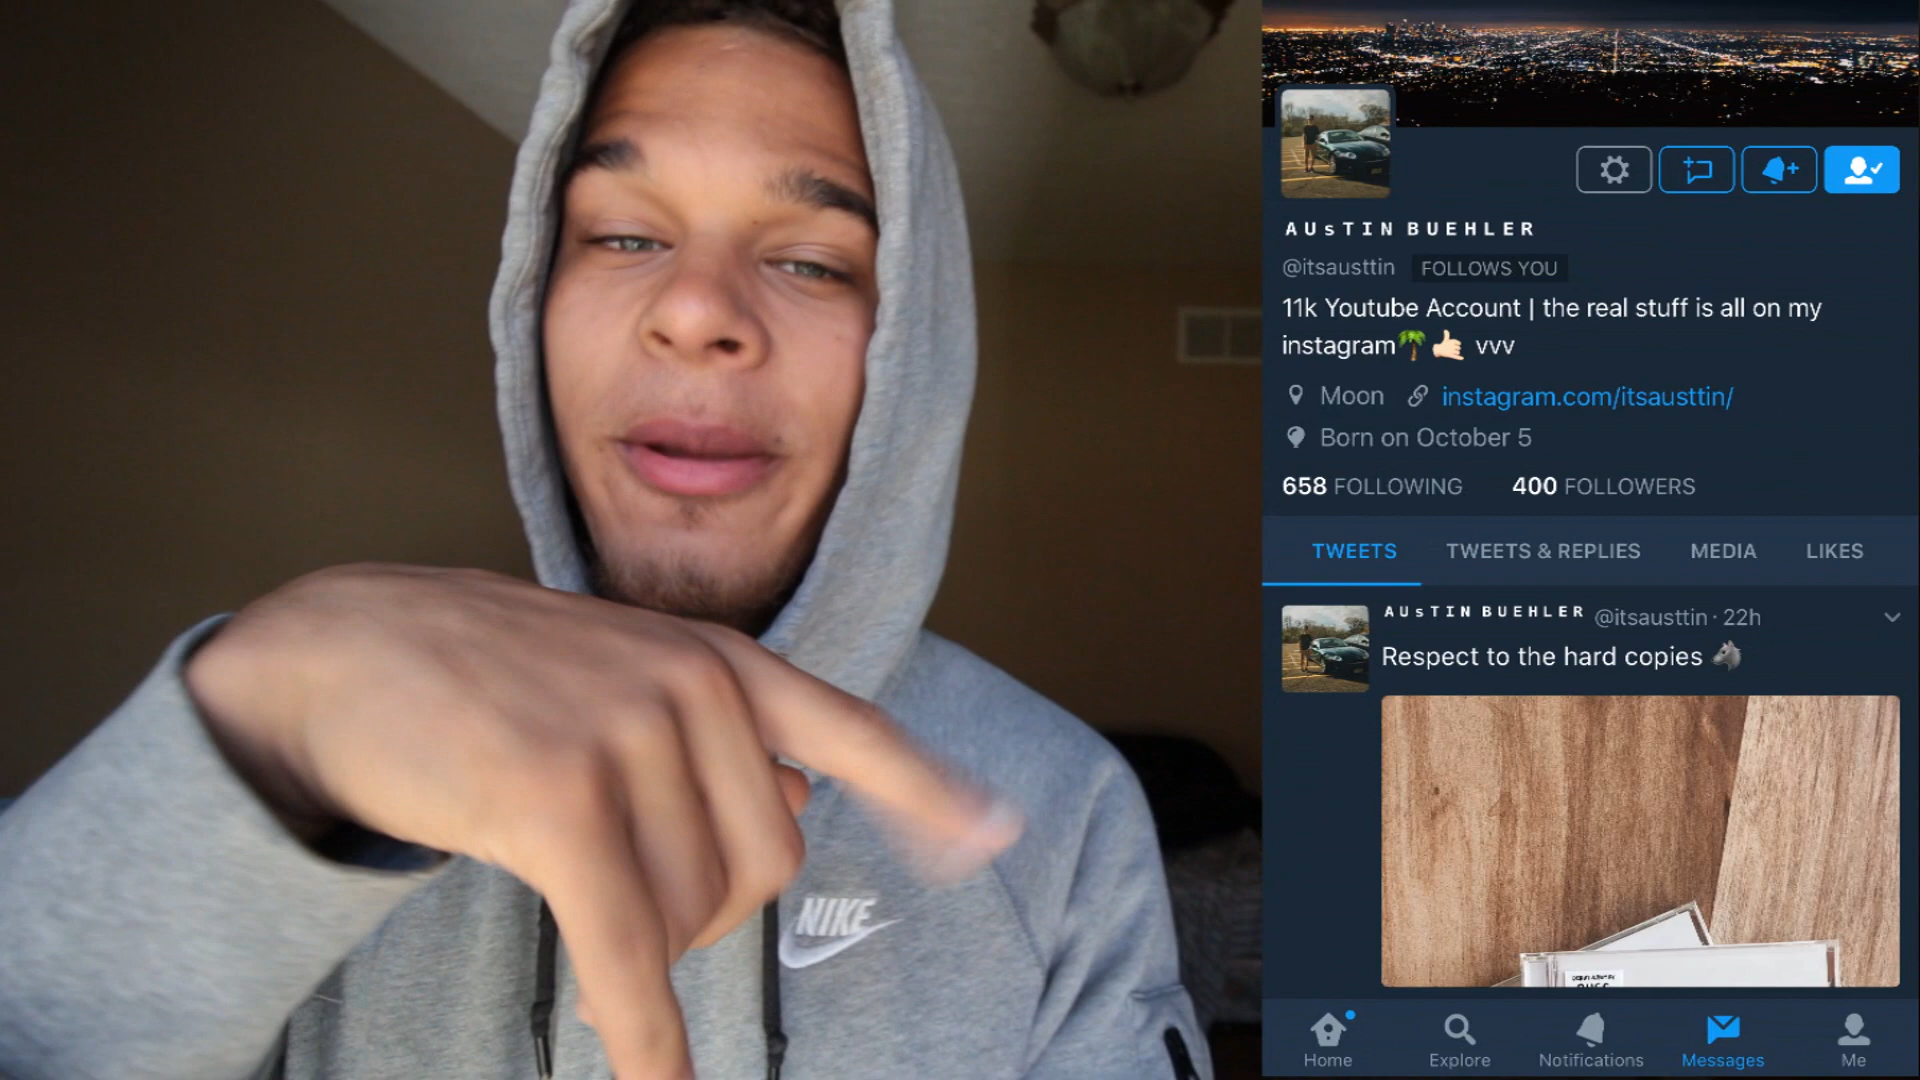 NIKE
AUsTIN BUEHLER
@itsausttin FOLLOWS YOU
11k Youtube Account | the real stuff is all on my
instagram🌴🤙🏻 vvv
Moon instagram.com/itsausttin/
Born on October 5
658 FOLLOWING 400 FOLLOWERS
TWEETS TWEETS & REPLIES MEDIA LIKES
AUsTIN BUEHLER @itsausttin · 22h
Respect to the hard copies 🐺
Home Explore Notifications Messages Me